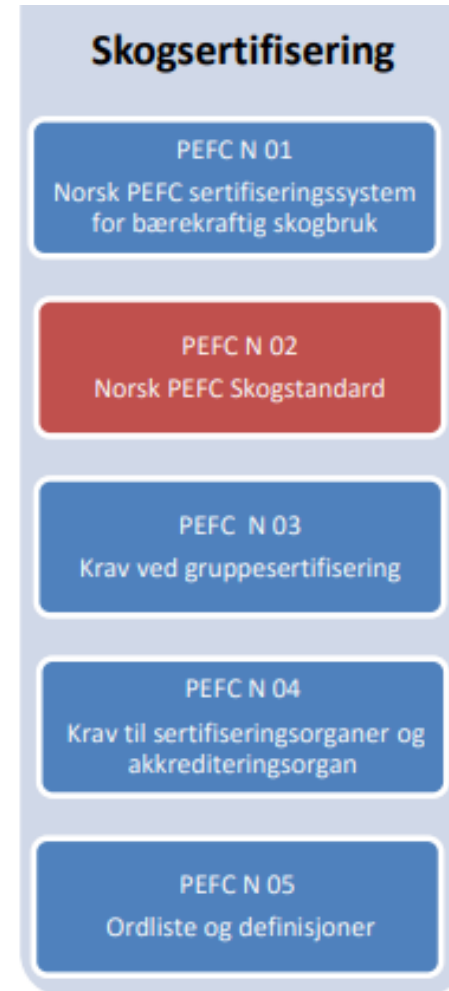 Skogsertifisering
PEFC N 01
Norsk PEFC sertifiseringssystem
for bærekraftig skogbruk
PEFC N 02
Norsk PEFC Skogstandard
PEFC N 03
Krav ved gruppesertifisering
PEFC N 04
Krav til sertifiseringsorganer og
akkrediteringsorgan
PEFC N 05
Ordliste og definisjoner